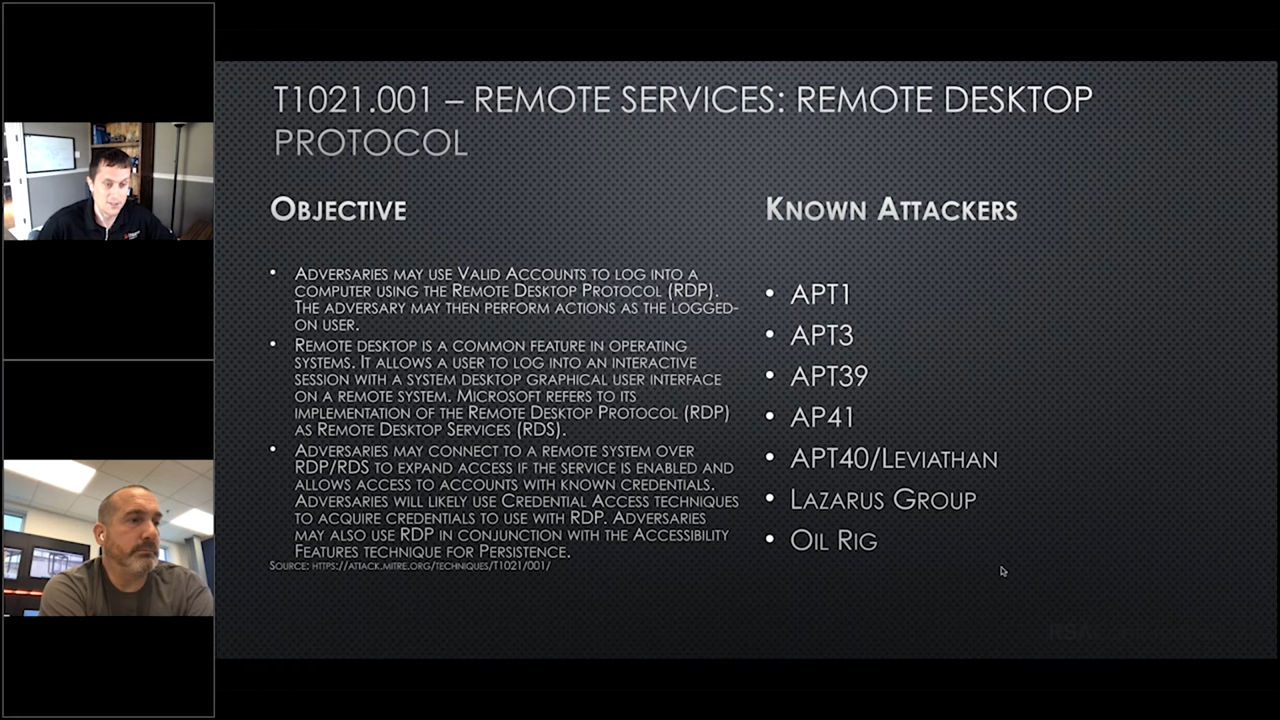 T1021.001 – REMOTE SERVICES: REMOTE DESKTOP
PROTOCOL
OBJECTIVE
• ADVERSARIES MAY USE VALID ACCOUNTS TO LOG INTO A
COMPUTER USING THE REMOTE DESKTOP PROTOCOL (RDP).
THE ADVERSARY MAY THEN PERFORM ACTIONS AS THE LOGGED-
ON USER.
• REMOTE DESKTOP IS A COMMON FEATURE IN OPERATING
SYSTEMS. IT ALLOWS A USER TO LOG INTO AN INTERACTIVE
SESSION WITH A SYSTEM DESKTOP GRAPHICAL USER INTERFACE
ON A REMOTE SYSTEM. MICROSOFT REFERS TO ITS
IMPLEMENTATION OF THE REMOTE DESKTOP PROTOCOL (RDP)
AS REMOTE DESKTOP SERVICES (RDS).
• ADVERSARIES MAY CONNECT TO A REMOTE SYSTEM OVER
RDP/RDS TO EXPAND ACCESS IF THE SERVICE IS ENABLED AND
ALLOWS ACCESS TO ACCOUNTS WITH KNOWN CREDENTIALS.
ADVERSARIES WILL LIKELY USE CREDENTIAL ACCESS TECHNIQUES
TO ACQUIRE CREDENTIALS TO USE WITH RDP. ADVERSARIES
MAY ALSO USE RDP IN CONJUNCTION WITH THE ACCESSIBILITY
FEATURES TECHNIQUE FOR PERSISTENCE.
SOURCE: HTTPS://ATTACK.MITRE.ORG/TECHNIQUES/T1021/001/
KNOWN ATTACKERS
• APT1
• APT3
• APT39
• AP41
• APT40/LEVIATHAN
• LAZARUS GROUP
• OIL RIG